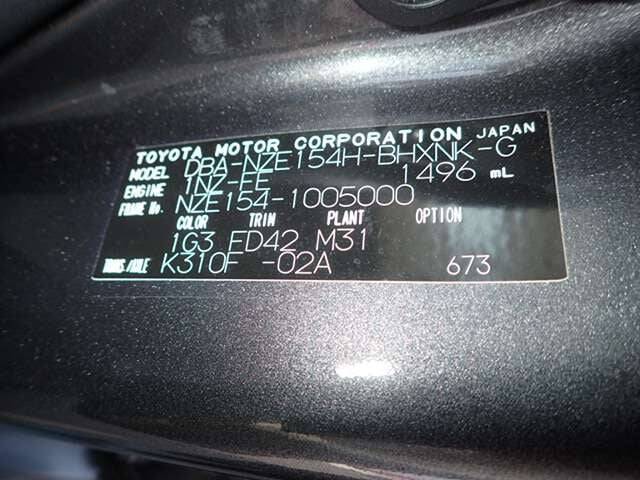 TOYOTA MOTOR CORPORATION JAPAN
MODEL DBA-NZE154H-BHXNK-G
ENGINE 1NZ-FE 1496 mL
FRAME No. NZE154-1005000
COLOR TRIM PLANT OPTION
1G3 FD42 M31
TRANS./AXLE K310F -02A 673